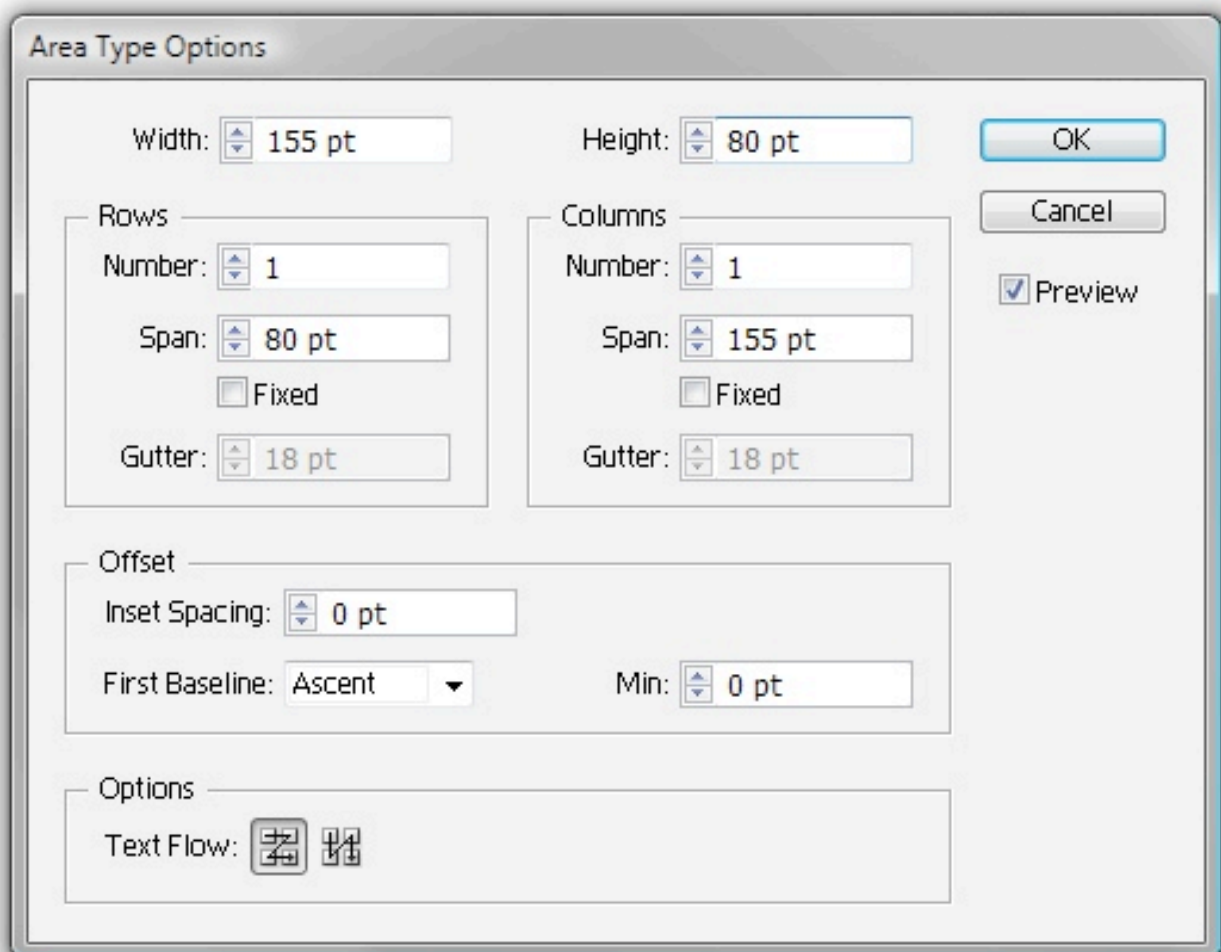 Area Type Options
Width: 155 pt
Height: 80 pt
OK
Cancel
Preview
Rows
Number: 1
Span: 80 pt
Fixed
Gutter: 18 pt
Columns
Number: 1
Span: 155 pt
Fixed
Gutter: 18 pt
Offset
Inset Spacing: 0 pt
First Baseline: Ascent
Min: 0 pt
Options
Text Flow: